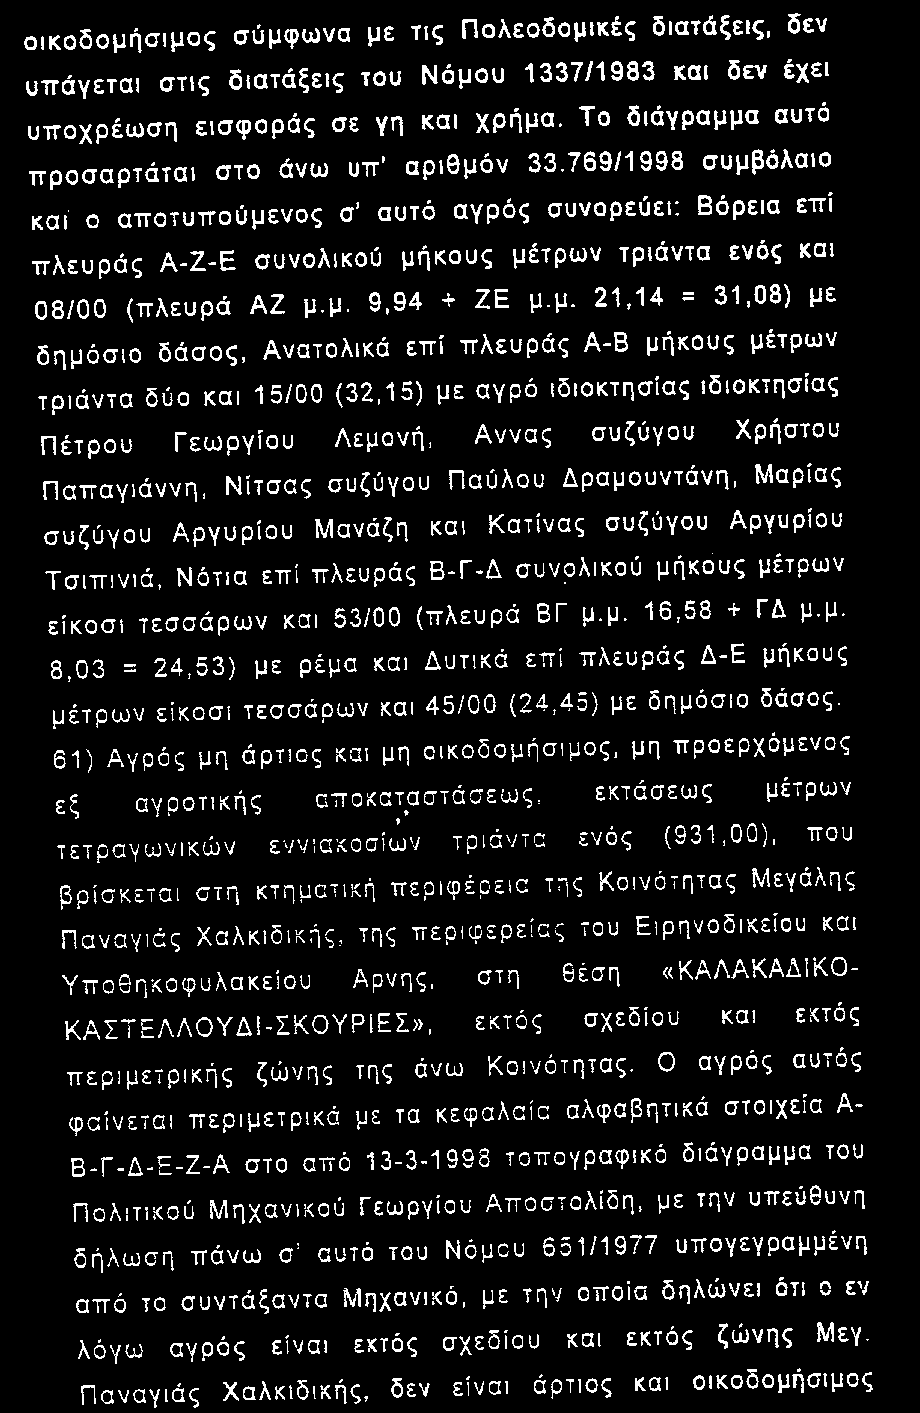 οικοδομήσιμος σύμφωνα με τις Πολεοδομικές διατάξεις, δεν
υπάγεται στις διατάξεις του Νόμου 1337/1983 και δεν έχει
υποχρέωση εισφοράς σε γη και χρήμα. Το διάγραμμα αυτό
προσαρτάται στο άνω υπ' αριθμόν 33.769/1998 συμβόλαιο
και ο αποτυπούμενος σ' αυτό αγρός συνορεύει: Βόρεια επί
πλευράς Α-Ζ-Ε συνολικού μήκους μέτρων τριάντα ενός και
08/00 (πλευρά ΑΖ μ.μ. 9,94 + ΖΕ μ.μ. 21,14 = 31,08) με
δημόσιο δάσος, Ανατολικά επί πλευράς Α-Β μήκους μέτρων
τριάντα δύο και 15/00 (32,15) με αγρό ιδιοκτησίας ιδιοκτησίας
Πέτρου Γεωργίου Λεμονή, Αννας συζύγου Χρήστου
Παπαγιάννη, Νίτσας συζύγου Παύλου Δραμουντάνη, Μαρίας
συζύγου Αργυρίου Μανάζη και Κατίνας συζύγου Αργυρίου
Τσιπινιά, Νότια επί πλευράς Β-Γ-Δ συνολικού μήκους μέτρων
είκοσι τεσσάρων και 53/00 (πλευρά ΒΓ μ.μ. 16,58 + ΓΔ μ.μ.
8,03 = 24,53) με ρέμα και Δυτικά επί πλευράς Δ-Ε μήκους
μέτρων είκοσι τεσσάρων και 45/00 (24,45) με δημόσιο δάσος.
61) Αγρός μη άρτιος και μη οικοδομήσιμος, μη προερχόμενος
εξ αγροτικής αποκαταστάσεως, εκτάσεως μέτρων
τετραγωνικών εννιακοσίων τριάντα ενός (931,00), που
βρίσκεται στη κτηματική περιφέρεια της Κοινότητας Μεγάλης
Παναγιάς Χαλκιδικής, της περιφερείας του Ειρηνοδικείου και
Υποθηκοφυλακείου Αρνης, στη θέση «ΚΑΛΑΚΑΔΙΚΟ-
ΚΑΣΤΕΛΛΟΥΔΙ-ΣΚΟΥΡΙΕΣ», εκτός σχεδίου και εκτός
περιμετρικής ζώνης της άνω Κοινότητας. Ο αγρός αυτός
φαίνεται περιμετρικά με τα κεφαλαία αλφαβητικά στοιχεία Α-
Β-Γ-Δ-Ε-Ζ-Α στο από 13-3-1998 τοπογραφικό διάγραμμα του
Πολιτικού Μηχανικού Γεωργίου Αποστολίδη, με την υπεύθυνη
δήλωση πάνω σ' αυτό του Νόμου 651/1977 υπογεγραμμένη
από το συντάξαντα Μηχανικό, με την οποία δηλώνει ότι ο εν
λόγω αγρός είναι εκτός σχεδίου και εκτός ζώνης Μεγ.
Παναγιάς Χαλκιδικής, δεν είναι άρτιος και οικοδομήσιμος